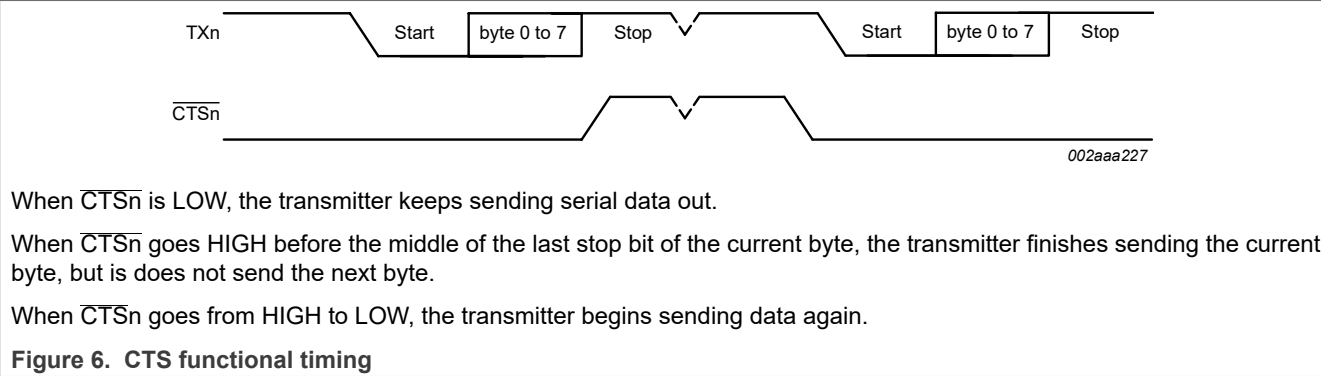 TXn Start byte 0 to 7 Stop Start byte 0 to 7 Stop
CTSn
002aaa227
When CTSn is LOW, the transmitter keeps sending serial data out.
When CTSn goes HIGH before the middle of the last stop bit of the current byte, the transmitter finishes sending the current
byte, but is does not send the next byte.
When CTSn goes from HIGH to LOW, the transmitter begins sending data again.
Figure 6. CTS functional timing